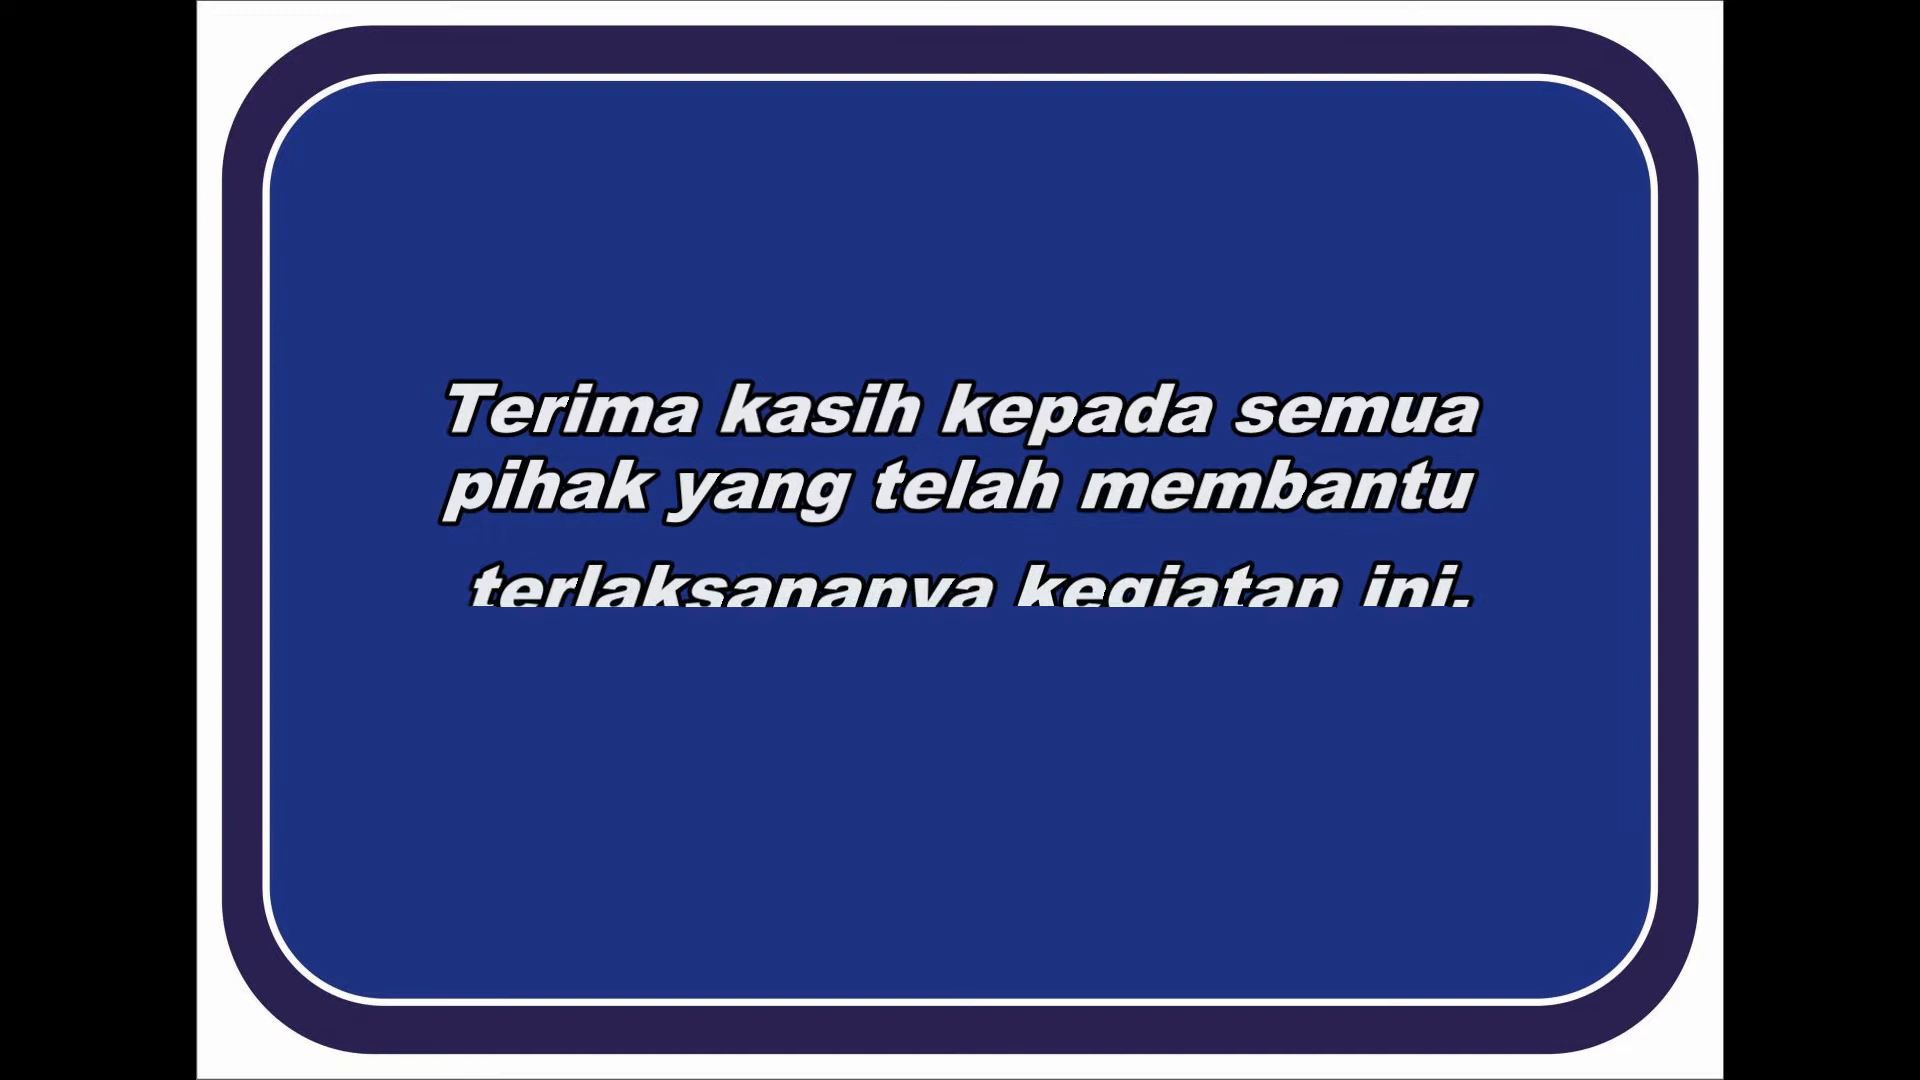 Terima kasih kepada semua
pihak yang telah membantu
terlaksananya kegiatan ini.